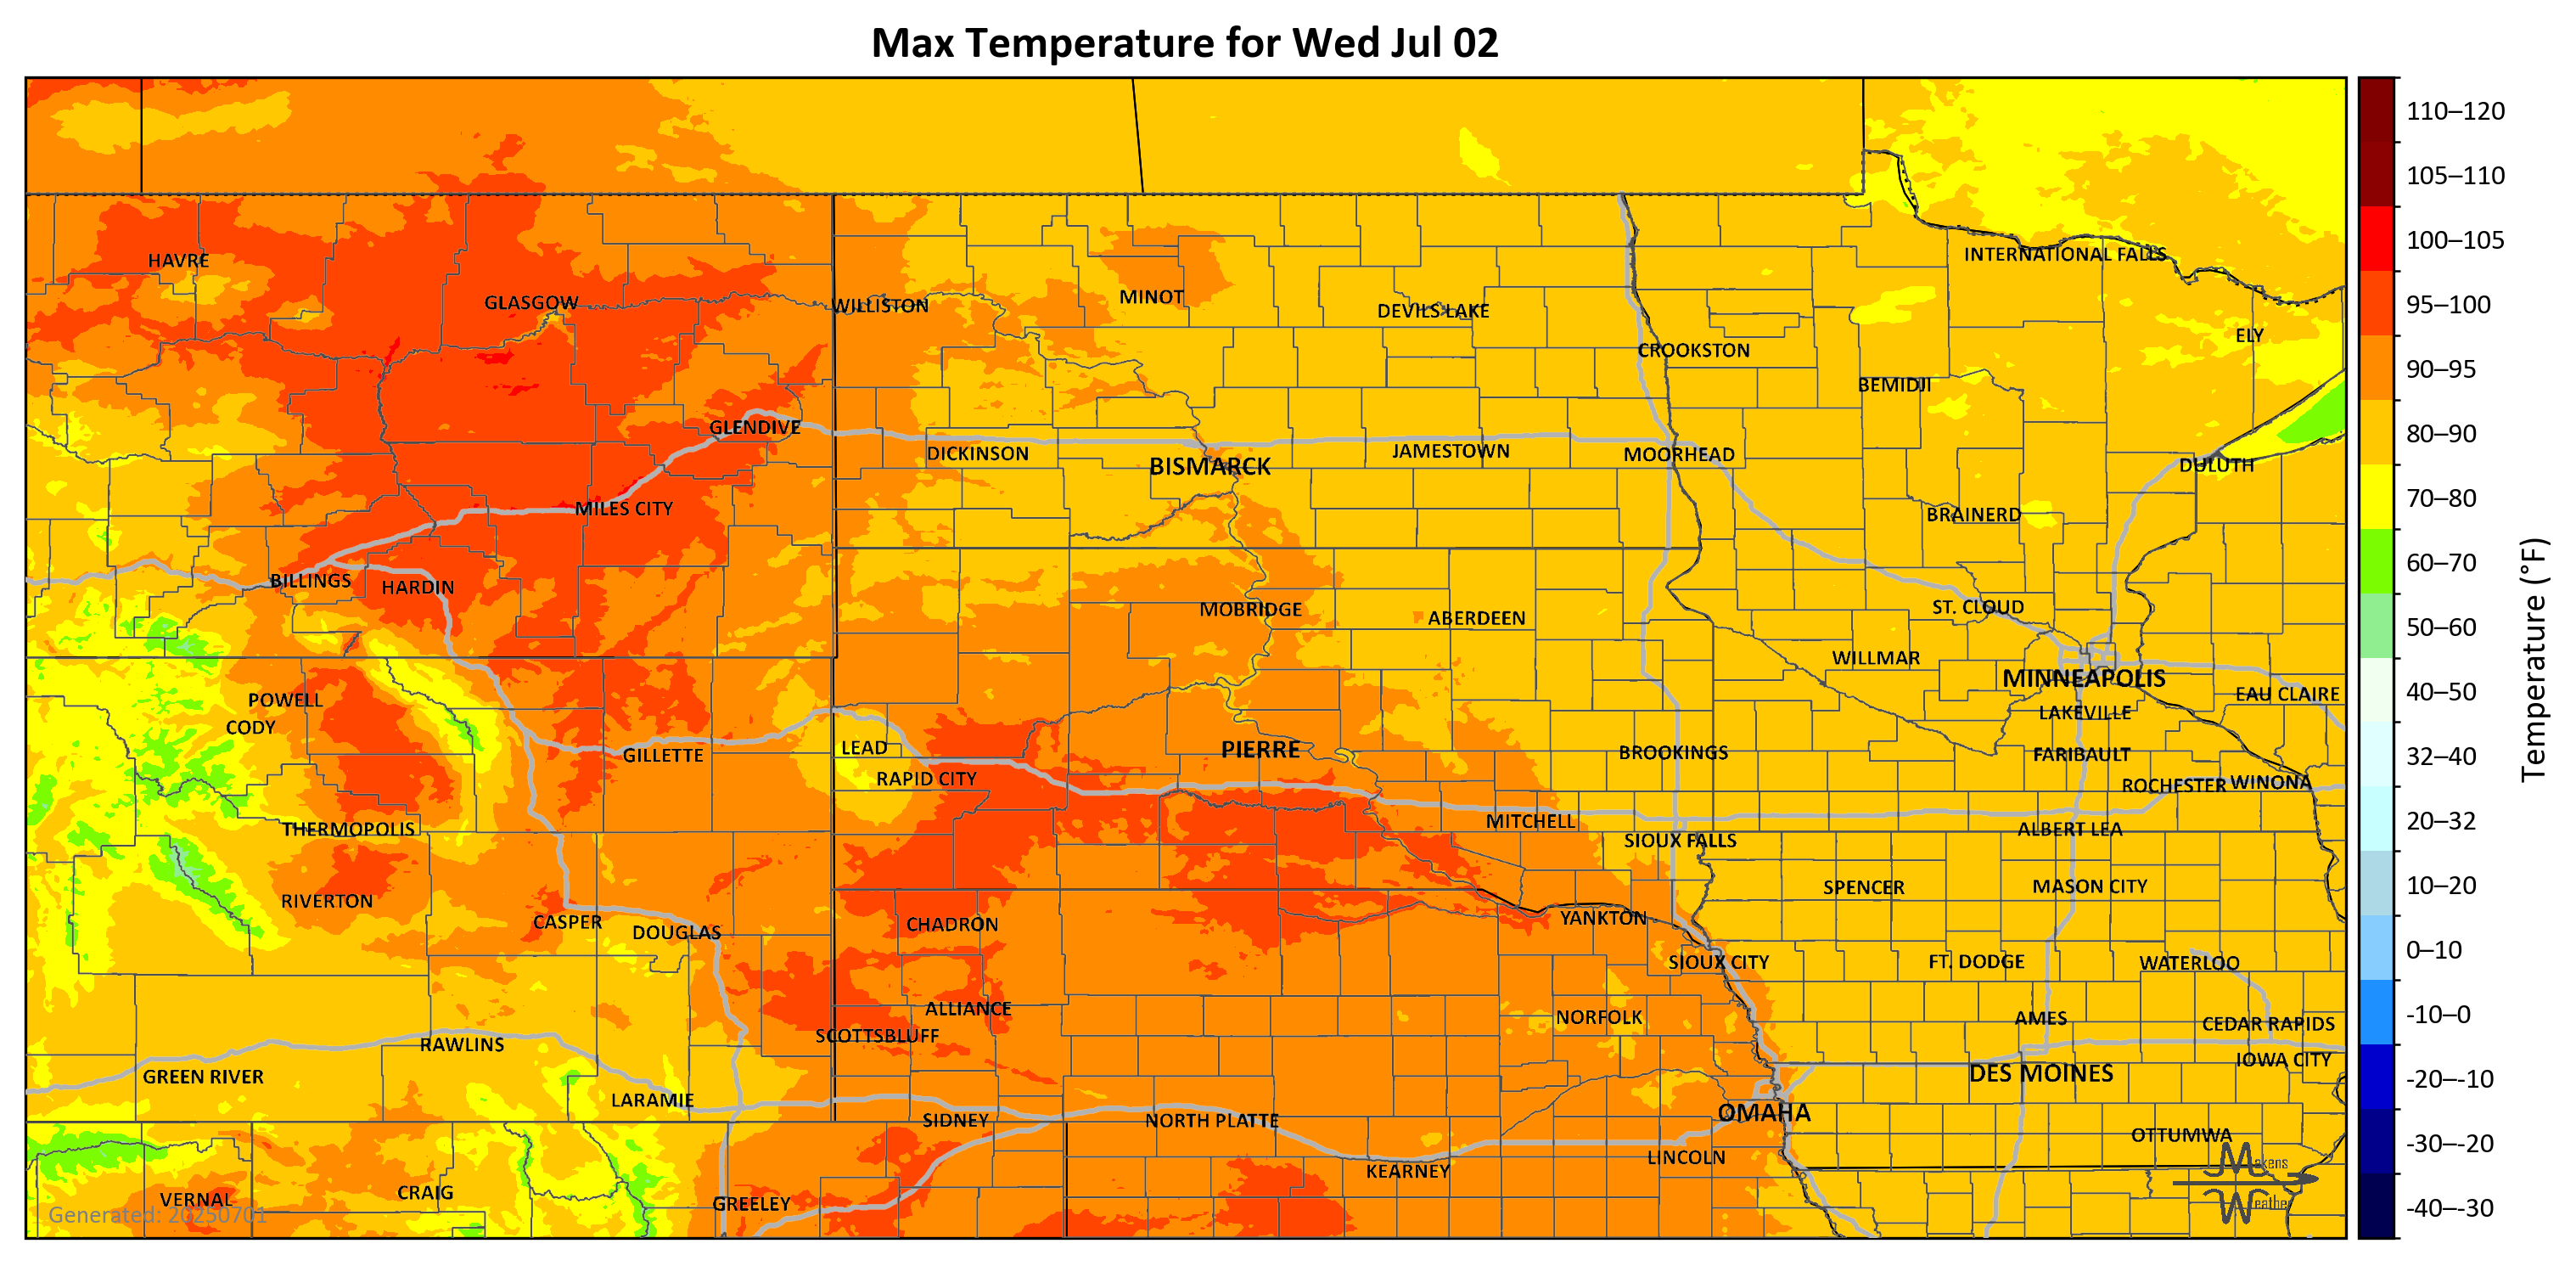 Max Temperature for Wed Jul 02
110–120
105–110
100–105
95–100
90–95
80–90
70–80
60–70
50–60
40–50
32–40
20–32
10–20
0–10
-10–0
-20–-10
-30–-20
-40–-30
Temperature (°F)
HAVRE
INTERNATIONAL FALLS
GLASGOW
WILLISTON
MINOT
DEVILS LAKE
ELY
CROOKSTON
BEMIDJI
GLENDIVE
DICKINSON
BISMARCK
JAMESTOWN
MOORHEAD
DULUTH
MILES CITY
BRAINERD
BILLINGS
HARDIN
MOBRIDGE
ABERDEEN
ST. CLOUD
WILLMAR
MINNEAPOLIS
EAU CLAIRE
POWELL
CODY
LAKEVILLE
GILLETTE
LEAD
PIERRE
BROOKINGS
FARIBAULT
RAPID CITY
ROCHESTER
WINONA
THERMOPOLIS
MITCHELL
SIOUX FALLS
ALBERT LEA
RIVERTON
SPENCER
MASON CITY
CASPER
DOUGLAS
CHADRON
YANKTON
SIOUX CITY
FT. DODGE
WATERLOO
ALLIANCE
NORFOLK
AMES
CEDAR RAPIDS
SCOTTSBLUFF
RAWLINS
IOWA CITY
GREEN RIVER
DES MOINES
LARAMIE
SIDNEY
NORTH PLATTE
OMAHA
OTTUMWA
LINCOLN
KEARNEY
VERNAL
CRAIG
GREELEY
Makens
Weather
Generated: 20250701